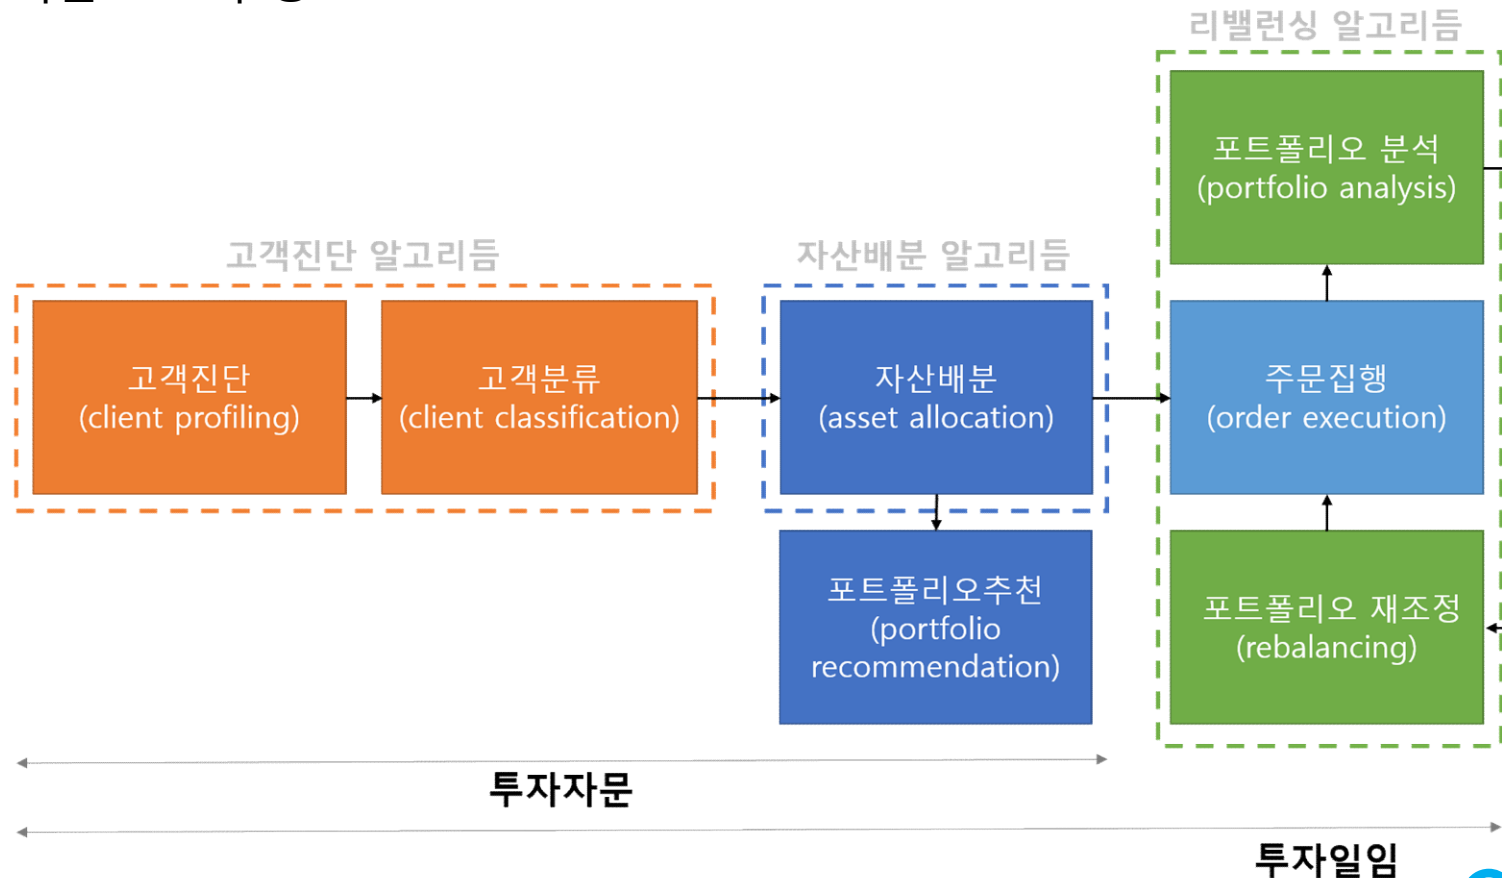 리밸런싱 알고리듬
포트폴리오 분석
(portfolio analysis)
고객진단 알고리듬
자산배분 알고리듬
고객진단
(client profiling)
고객분류
(client classification)
자산배분
(asset allocation)
주문집행
(order execution)
포트폴리오추천
(portfolio
recommendation)
포트폴리오 재조정
(rebalancing)
투자자문
투자일임